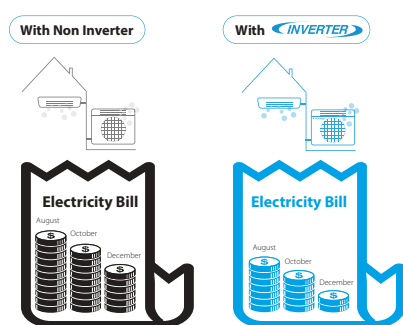 With Non Inverter
With INVERTER
Electricity Bill
August
October
December
$
$
$
Electricity Bill
August
October
December
$
$
$